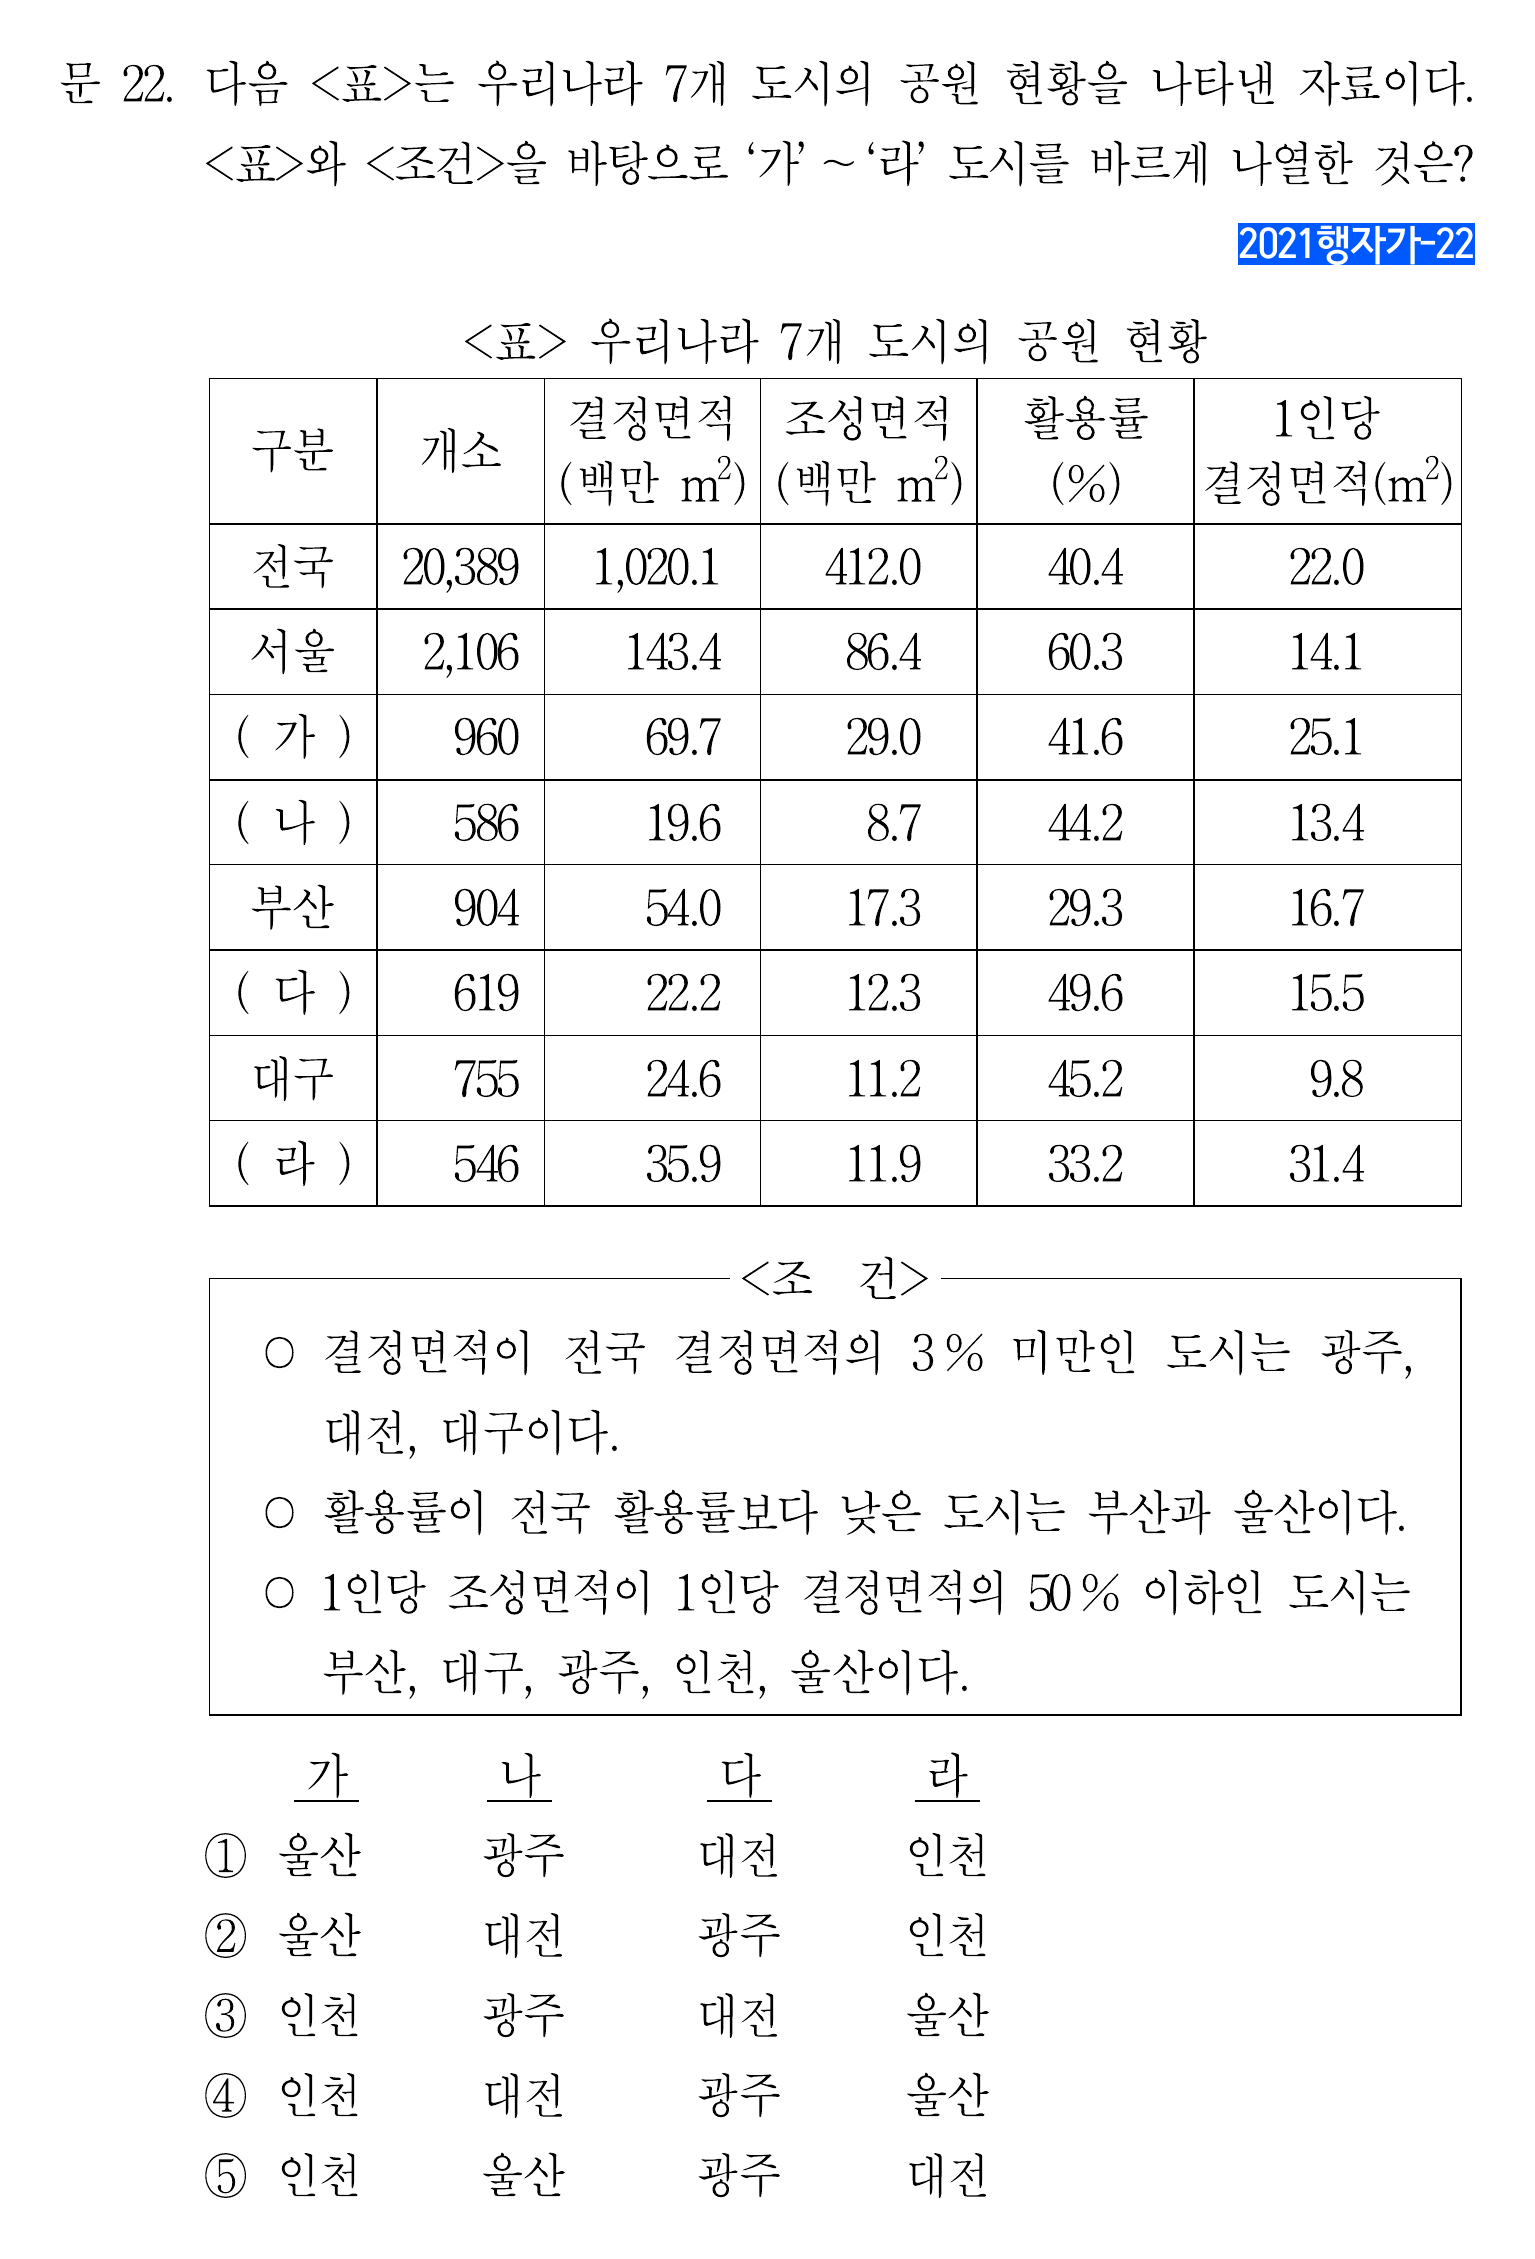 문 22. 다음 <표>는 우리나라 7개 도시의 공원 현황을 나타낸 자료이다.
<표>와 <조건>을 바탕으로 ‘가’ ~ ‘라’ 도시를 바르게 나열한 것은?
2021행자가-22
<표> 우리나라 7개 도시의 공원 현황
구분 개소 결정면적 (백만 m²) 조성면적 (백만 m²) 활용률 (%) 1인당 결정면적(m²)
전국 20,389 1,020.1 412.0 40.4 22.0
서울 2,106 143.4 86.4 60.3 14.1
( 가 ) 960 69.7 29.0 41.6 25.1
( 나 ) 586 19.6 8.7 44.2 13.4
부산 904 54.0 17.3 29.3 16.7
( 다 ) 619 22.2 12.3 49.6 15.5
대구 755 24.6 11.2 45.2 9.8
( 라 ) 546 35.9 11.9 33.2 31.4
<조 건>
○ 결정면적이 전국 결정면적의 3% 미만인 도시는 광주,
대전, 대구이다.
○ 활용률이 전국 활용률보다 낮은 도시는 부산과 울산이다.
○ 1인당 조성면적이 1인당 결정면적의 50% 이하인 도시는
부산, 대구, 광주, 인천, 울산이다.
가 나 다 라
① 울산 광주 대전 인천
② 울산 대전 광주 인천
③ 인천 광주 대전 울산
④ 인천 대전 광주 울산
⑤ 인천 울산 광주 대전